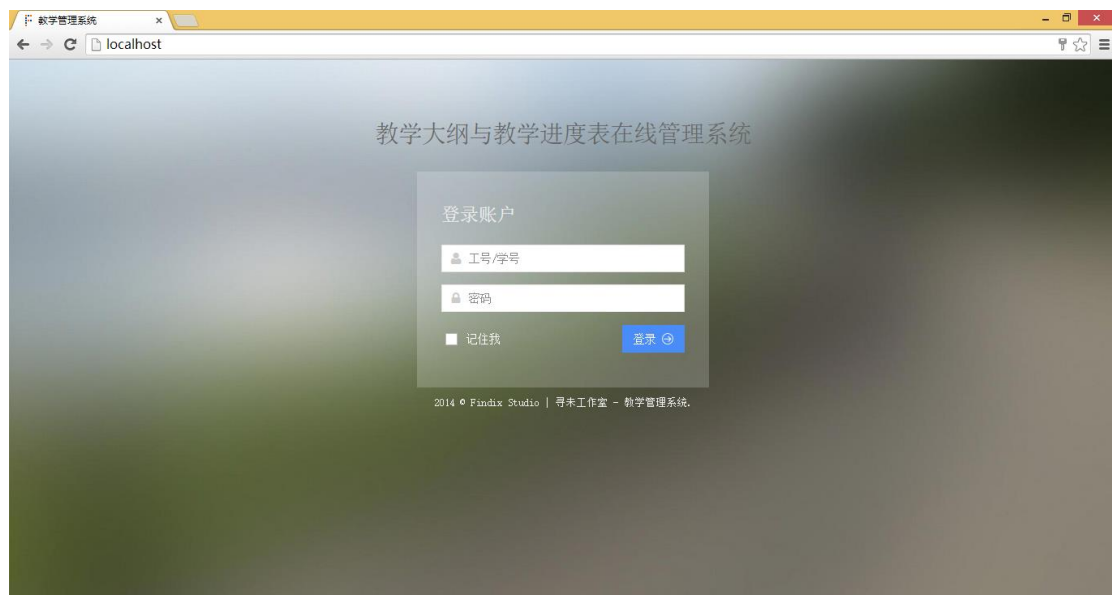 教学管理系统
localhost
教学大纲与教学进度表在线管理系统
登录账户
工号/学号
密码
记住我
登录
2014 © Findix Studio | 寻未工作室 - 教学管理系统.